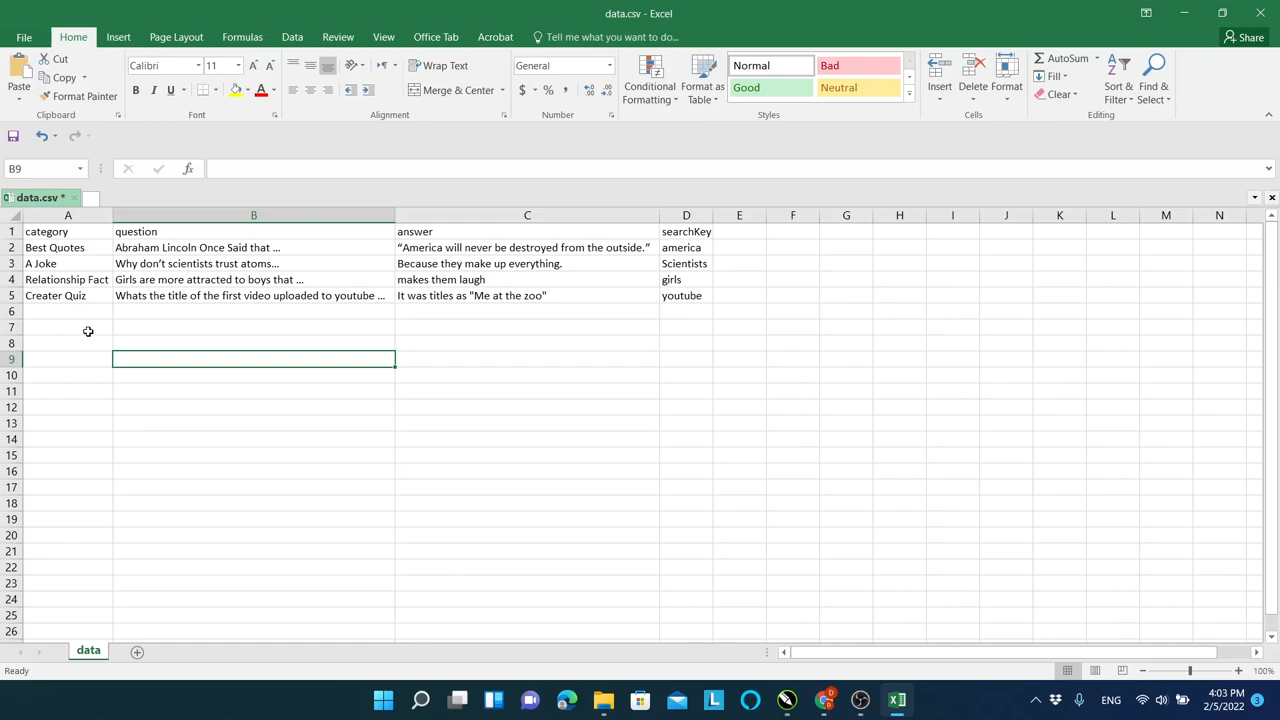 data.csv - Excel
File Home Insert Page Layout Formulas Data Review View Office Tab Tell me what you want to do... Share
Paste Cut Copy Format Painter Clipboard
Calibri 11 A A B I U A Font
Wrap Text Merge & Center Alignment
General $ % , Number
Conditional Formatting Format as Table Normal Bad Good Neutral Styles
Insert Delete Format Cells
AutoSum Fill Clear Sort & Filter Find & Select Editing
B9 fx
data.csv *
A B C D E F G H I J K L M N
1 category question answer searchKey
2 Best Quotes Abraham Lincoln Once Said that ... “America will never be destroyed from the outside.” america
3 A Joke Why don’t scientists trust atoms... Because they make up everything. Scientists
4 Relationship Fact Girls are more attracted to boys that ... makes them laugh girls
5 Creater Quiz Whats the title of the first video uploaded to youtube ... It was titles as "Me at the zoo" youtube
6
7
8
9
10
11
12
13
14
15
16
17
18
19
20
21
22
23
24
25
26
data
Ready 100%
L ENG 4:03 PM
2/5/2022 3